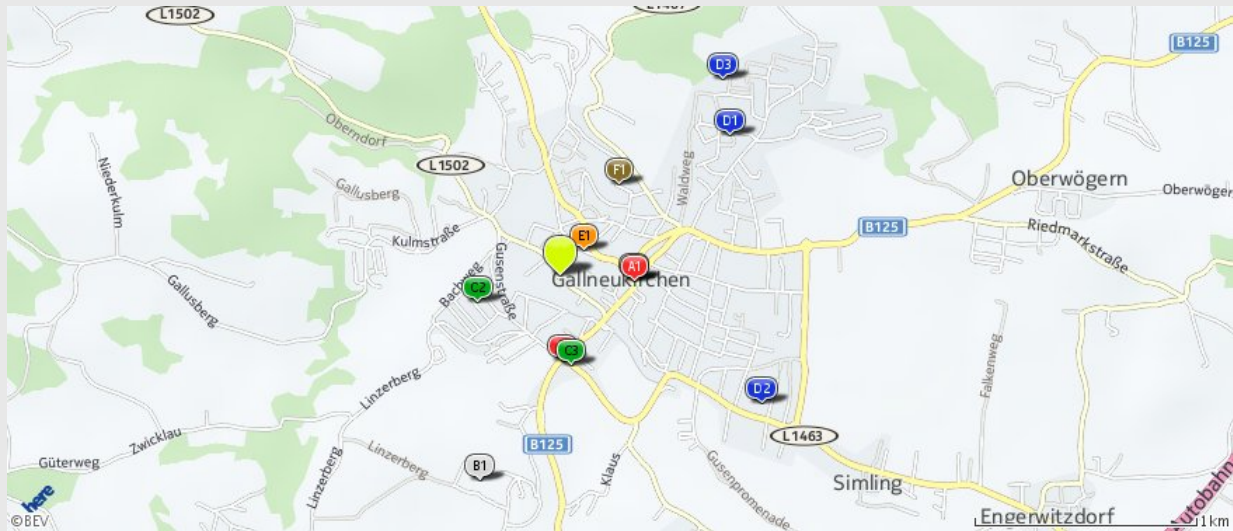 L1502
B125
D3
D1
Oberndorf
L1502
F1
Niederkulm
Gallusberg
Waldweg
Oberwögern
Oberwöger
Kulmstraße
E1
B125
Riedmarkstraße
Gusenstraße
A1
Gallneukirchen
Bachweg
C2
Gallusberg
C3
Falkenweg
Linzerberg
D2
Zwicklau
L1463
B125
Linzerberg
Güterweg
B1
Klaus
Linzerberg
Gusenpromenade
Simling
here
Autobahn
Engerwitzdorf
©BEV
1km